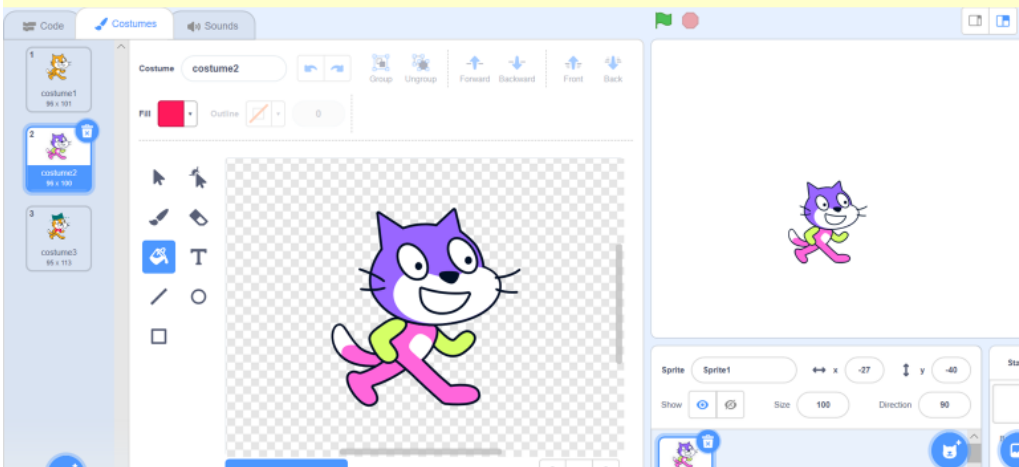 Code
Costumes
Sounds
1
costume1
96 x 101
2
costume2
96 x 100
3
costume3
95 x 113
Costume
costume2
Group
Ungroup
Forward
Backward
Front
Back
Fill
Outline
0
T
Sprite
Sprite1
x
-27
y
-40
Show
Size
100
Direction
90
Sta